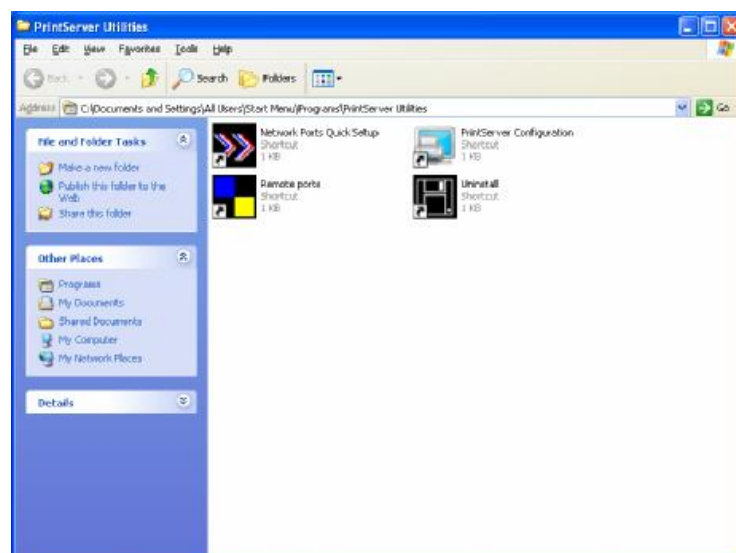 PrintServer Utilities
File Edit View Favorites Tools Help
Back Search Folders
Address C:\Documents and Settings\All Users\Start Menu\Programs\PrintServer Utilities Go
File and Folder Tasks
Make a new folder
Publish this folder to the
Web
Share this folder
Other Places
Programs
My Documents
Shared Documents
My Computer
My Network Places
Details
Network Ports Quick Setup
Shortcut
1 KB
PrintServer Configuration
Shortcut
1 KB
Remote ports
Shortcut
1 KB
Uninstall
Shortcut
1 KB